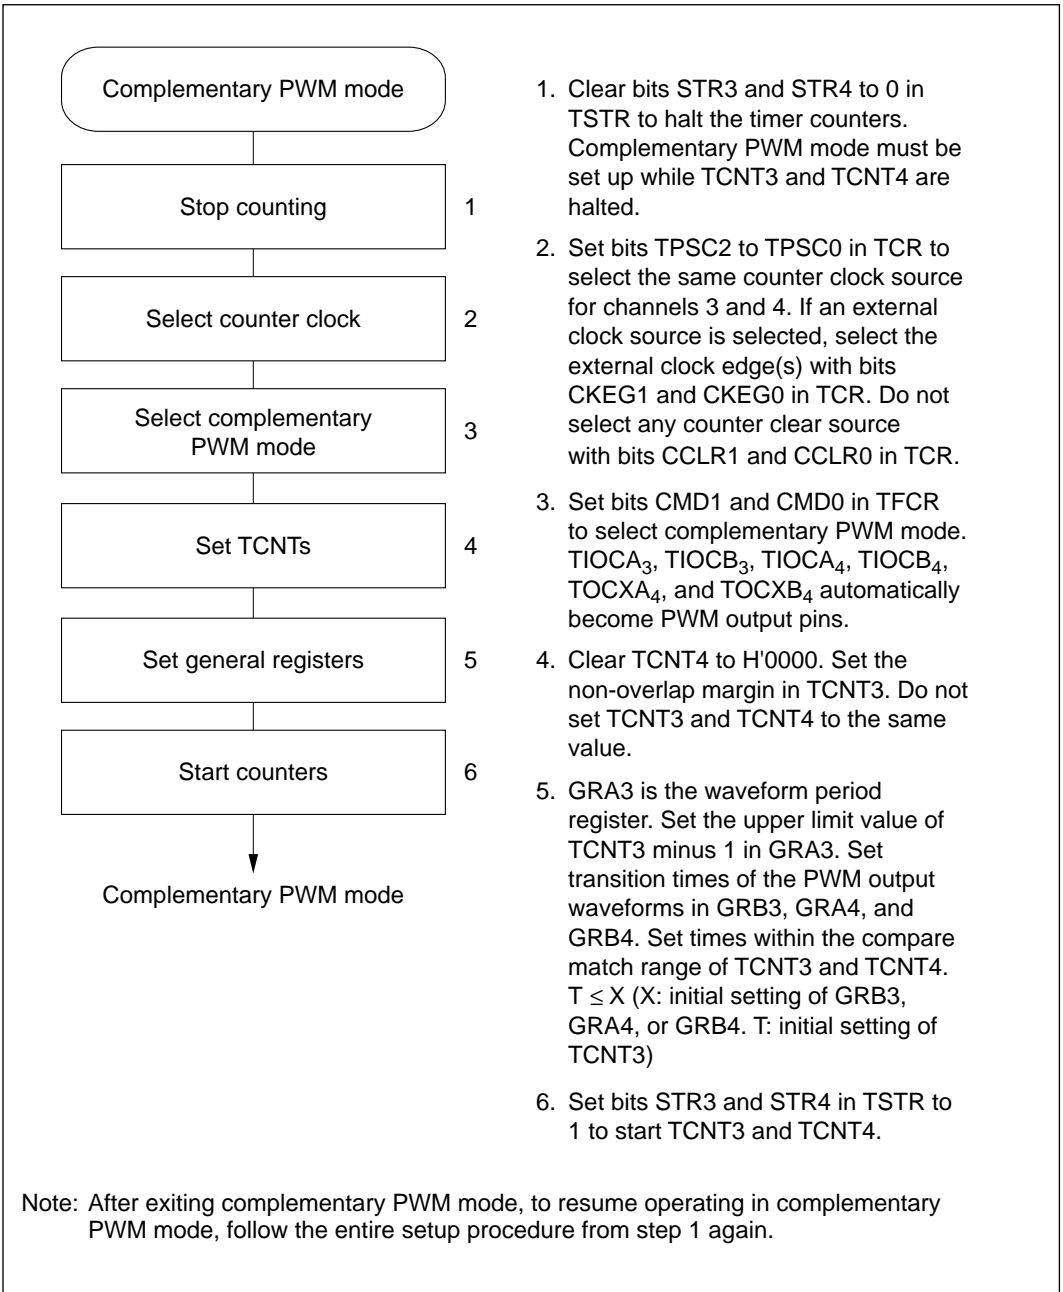 Complementary PWM mode
Stop counting
1
Select counter clock
2
Select complementary
PWM mode
3
Set TCNTs
4
Set general registers
5
Start counters
6
Complementary PWM mode
1. Clear bits STR3 and STR4 to 0 in
TSTR to halt the timer counters.
Complementary PWM mode must be
set up while TCNT3 and TCNT4 are
halted.
2. Set bits TPSC2 to TPSC0 in TCR to
select the same counter clock source
for channels 3 and 4. If an external
clock source is selected, select the
external clock edge(s) with bits
CKEG1 and CKEG0 in TCR. Do not
select any counter clear source
with bits CCLR1 and CCLR0 in TCR.
3. Set bits CMD1 and CMD0 in TFCR
to select complementary PWM mode.
TIOCA₃, TIOCB₃, TIOCA₄, TIOCB₄,
TOCXA₄, and TOCXB₄ automatically
become PWM output pins.
4. Clear TCNT4 to H'0000. Set the
non-overlap margin in TCNT3. Do not
set TCNT3 and TCNT4 to the same
value.
5. GRA3 is the waveform period
register. Set the upper limit value of
TCNT3 minus 1 in GRA3. Set
transition times of the PWM output
waveforms in GRB3, GRA4, and
GRB4. Set times within the compare
match range of TCNT3 and TCNT4.
T ≤ X (X: initial setting of GRB3,
GRA4, or GRB4. T: initial setting of
TCNT3)
6. Set bits STR3 and STR4 in TSTR to
1 to start TCNT3 and TCNT4.
Note: After exiting complementary PWM mode, to resume operating in complementary
PWM mode, follow the entire setup procedure from step 1 again.